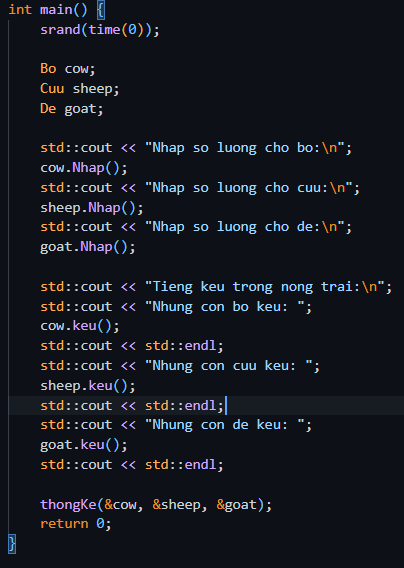 int main() {
    srand(time(0));

    Bo cow;
    Cuu sheep;
    De goat;

    std::cout << "Nhap so luong cho bo:\n";
    cow.Nhap();
    std::cout << "Nhap so luong cho cuu:\n";
    sheep.Nhap();
    std::cout << "Nhap so luong cho de:\n";
    goat.Nhap();

    std::cout << "Tieng keu trong nong trai:\n";
    std::cout << "Nhung con bo keu: ";
    cow.keu();
    std::cout << std::endl;
    std::cout << "Nhung con cuu keu: ";
    sheep.keu();
    std::cout << std::endl;
    std::cout << "Nhung con de keu: ";
    goat.keu();
    std::cout << std::endl;

    thongKe(&cow, &sheep, &goat);
    return 0;
}